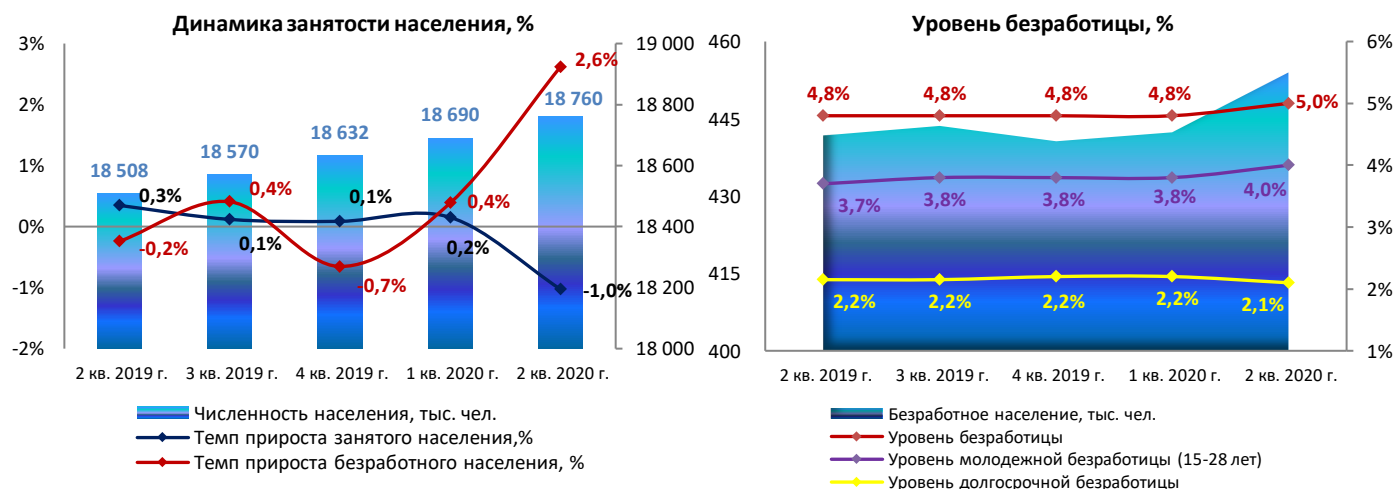 Динамика занятости населения, %
3%
2%
1%
0%
-1%
-2%
19 000
18 800
18 600
18 400
18 200
18 000
18 508
18 570
18 632
18 690
18 760
0,3%
0,1%
0,1%
0,2%
-1,0%
-0,2%
0,4%
-0,7%
0,4%
2,6%
2 кв. 2019 г.
3 кв. 2019 г.
4 кв. 2019 г.
1 кв. 2020 г.
2 кв. 2020 г.
Численность населения, тыс. чел.
Темп прироста занятого населения,%
Темп прироста безработного населения, %
Уровень безработицы, %
460
445
430
415
400
6%
5%
4%
3%
2%
1%
4,8%
4,8%
4,8%
4,8%
5,0%
3,7%
3,8%
3,8%
3,8%
4,0%
2,2%
2,2%
2,2%
2,2%
2,1%
2 кв. 2019 г.
3 кв. 2019 г.
4 кв. 2019 г.
1 кв. 2020 г.
2 кв. 2020 г.
Безработное население, тыс. чел.
Уровень безработицы
Уровень молодежной безработицы (15-28 лет)
Уровень долгосрочной безработицы